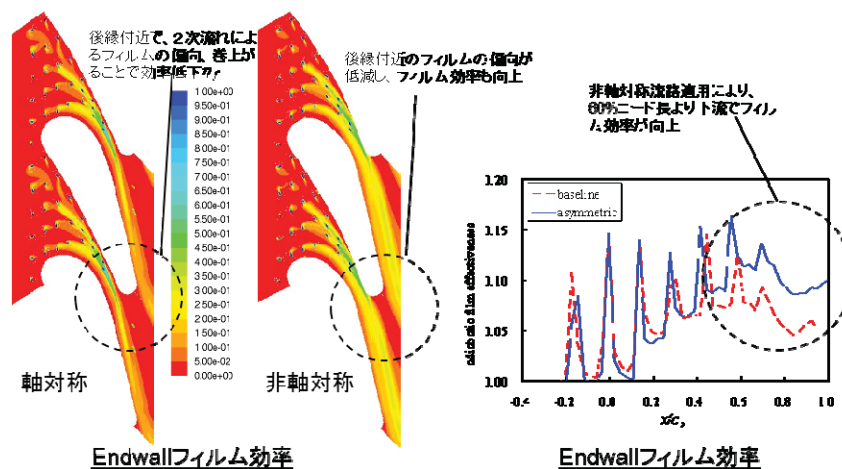 後縁付近で、2次流れによ
るフィルムの偏向、巻上が
ることで効率低下
後縁付近のフィルムの偏向が
低減し、フィルム効率も向上
非軸対称流路適用により、
60%コード長より下流でフィル
ム効率が向上
1.00e+00
9.50e-01
9.00e-01
8.50e-01
8.00e-01
7.50e-01
7.00e-01
6.50e-01
6.00e-01
5.50e-01
5.00e-01
4.50e-01
4.00e-01
3.50e-01
3.00e-01
2.50e-01
2.00e-01
1.50e-01
1.00e-01
5.00e-02
0.00e+00
軸対称
非軸対称
Endwallフィルム効率
adiabatic film effectiveness
1.20
1.15
1.10
1.05
1.00
baseline
asymmetric
-0.4
-0.2
0.0
0.2
0.4
0.5
0.8
1.0
x/c
Endwallフィルム効率